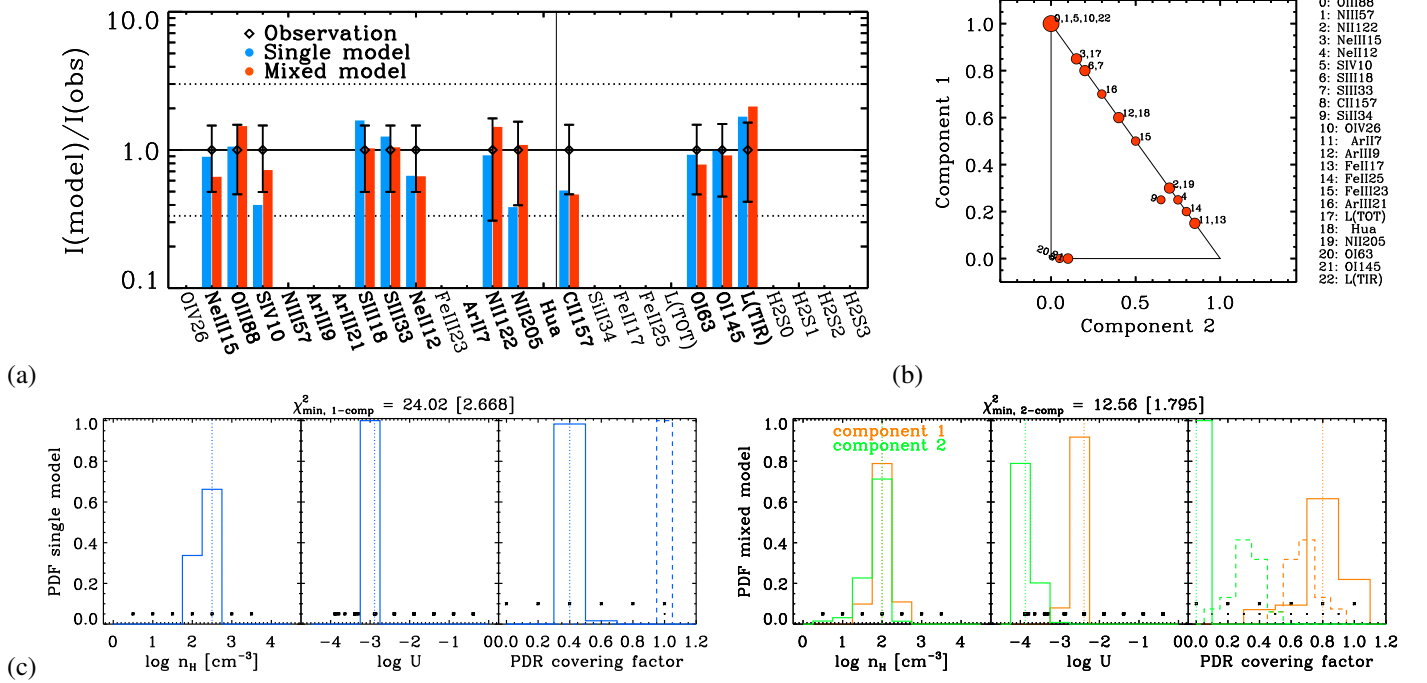 10.0
1.0
0.1
I(model)/I(obs)
Observation
Single model
Mixed model
OIV26
NeIII15
OIII88
SIV10
NIII57
ArIII9
ArIII21
SIII18
SIII33
NeII12
FeIII23
ArII7
NII122
NII205
Hua
CII157
SiII34
FeII17
FeII25
L(TOT)
OI63
OI145
L(TIR)
H2S0
H2S1
H2S2
H2S3
(a)
1.0
0.8
0.6
0.4
0.2
0.0
Component 1
0,1,5,10,22
3,17
6,7
16
12,18
15
2,19
9
4
14
11,13
20
0.0 0.5 1.0
Component 2
0: OIII88
1: NIII57
2: NII122
3: NeIII15
4: NeII12
5: SIV10
6: SIII18
7: SIII33
8: CII157
9: SiII34
10: OIV26
11: ArII7
12: ArIII9
13: FeII17
14: FeII25
15: FeIII23
16: ArIII21
17: L(TOT)
18: Hua
19: NII205
20: OI63
21: OI145
22: L(TIR)
(b)
χ²min, 1-comp = 24.02 [2.668]
PDF single model
1.0
0.8
0.6
0.4
0.2
0.0
0 1 2 3 4
log nH [cm⁻³]
−4 −3 −2 −1
log U
0.0 0.2 0.4 0.6 0.8 1.0 1.2
PDR covering factor
χ²min, 2-comp = 12.56 [1.795]
PDF mixed model
component 1
component 2
1.0
0.8
0.6
0.4
0.2
0.0
0 1 2 3 4
log nH [cm⁻³]
−4 −3 −2 −1
log U
0.0 0.2 0.4 0.6 0.8 1.0 1.2
PDR covering factor
(c)